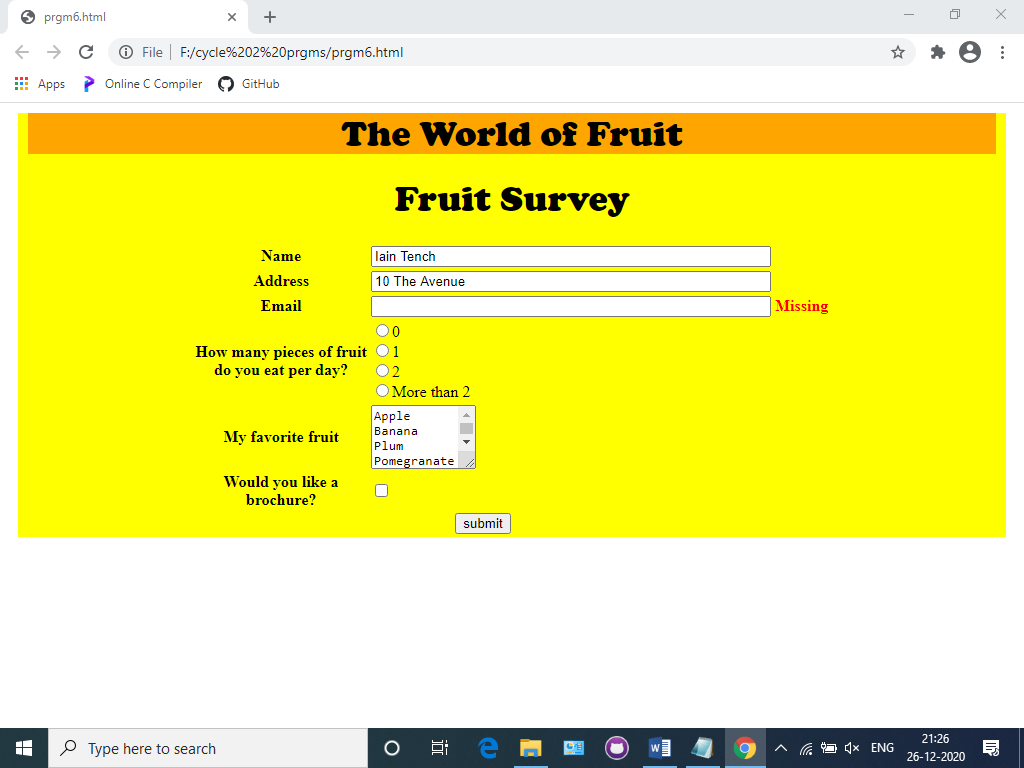 prgm6.html
File F:/cycle%202%20prgms/prgm6.html
Apps Online C Compiler GitHub
The World of Fruit
Fruit Survey
Name Iain Tench
Address 10 The Avenue
Email Missing
How many pieces of fruit
do you eat per day?
0
1
2
More than 2
My favorite fruit
Apple
Banana
Plum
Pomegranate
Would you like a
brochure?
submit
Type here to search
ENG
21:26
26-12-2020